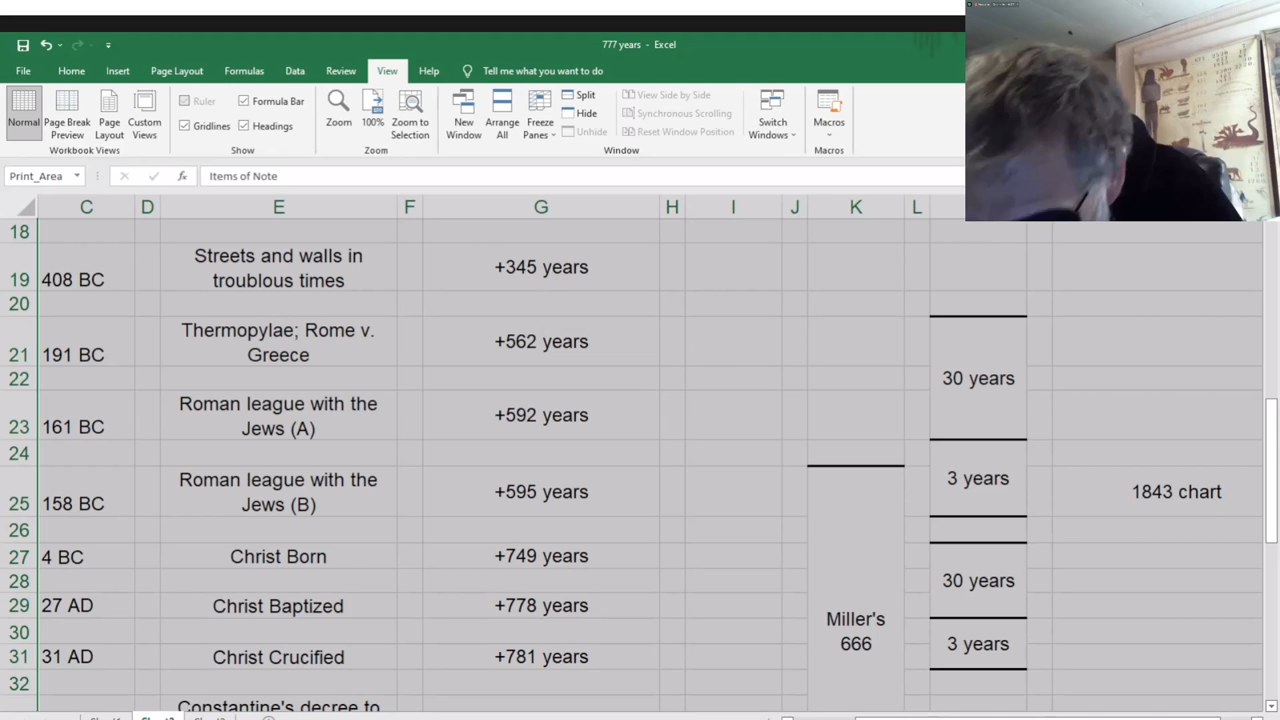 777 years - Excel
File Home Insert Page Layout Formulas Data Review View Help Tell me what you want to do
Normal Page Break Preview Page Layout Custom Views
Workbook Views
Ruler Formula Bar
Gridlines Headings
Show
Zoom 100% Zoom to Selection
Zoom
New Window Arrange All Freeze Panes
Split
Hide
Unhide
View Side by Side
Synchronous Scrolling
Reset Window Position
Window
Switch Windows
Macros
Macros
Print_Area fx Items of Note
C D E F G H I J K L
18
19 408 BC Streets and walls in troublous times +345 years
20
21 191 BC Thermopylae; Rome v. Greece +562 years
22 30 years
23 161 BC Roman league with the Jews (A) +592 years
24
25 158 BC Roman league with the Jews (B) +595 years 3 years 1843 chart
26
27 4 BC Christ Born +749 years
28 30 years
29 27 AD Christ Baptized +778 years
30 Miller's 666
31 31 AD Christ Crucified +781 years 3 years
32
Constantine's decree to